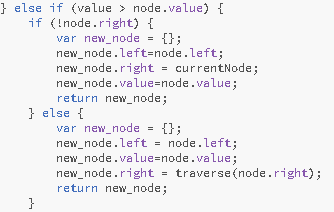 } else if (value > node.value) {
if (!node.right) {
var new_node = {};
new_node.left=node.left;
new_node.right = currentNode;
new_node.value=node.value;
return new_node;
} else {
var new_node = {};
new_node.left = node.left;
new_node.value=node.value;
new_node.right = traverse(node.right);
return new_node;
}